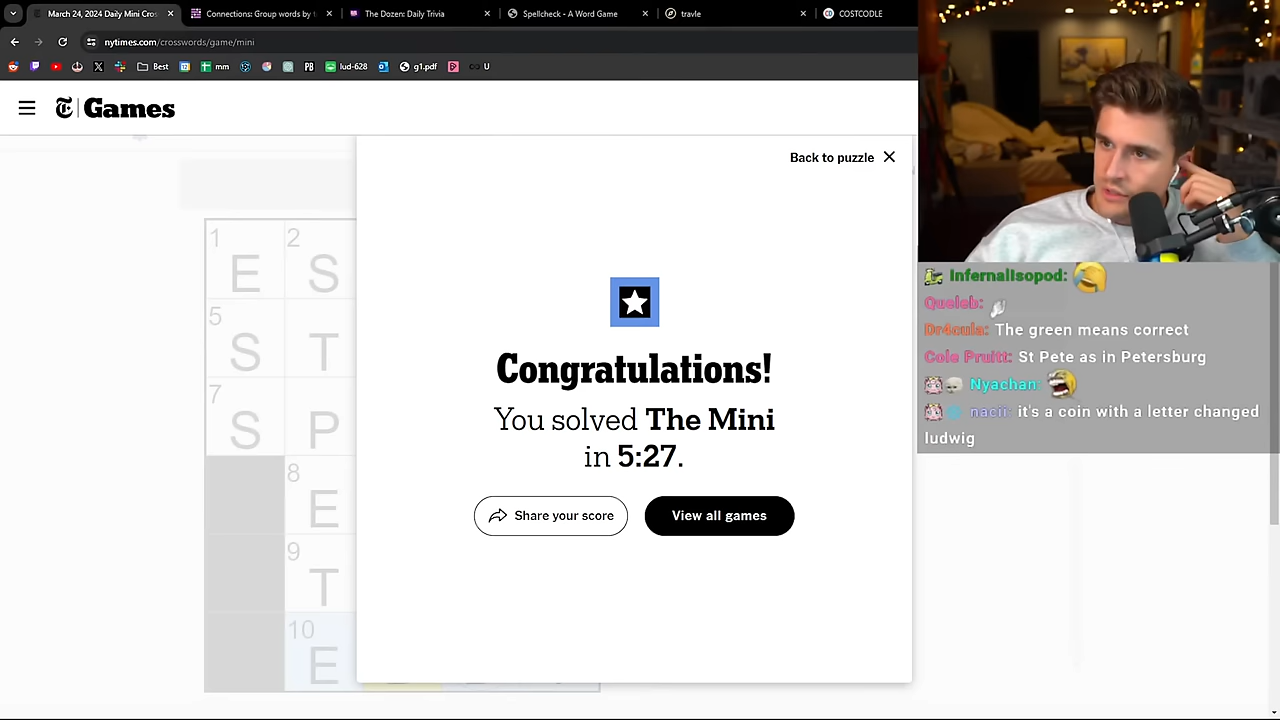 March 24, 2024 Daily Mini Cros
Connections: Group words by
The Dozen: Daily Trivia
Spellcheck - A Word Game
travle
COSTCODLE
nytimes.com/crosswords/game/mini
Best
mm
PB
lud-628
g1.pdf
U
T Games
Back to puzzle
1 2
E S
5
S T
7
S P
8
E
9
T
10
E
Congratulations!
You solved The Mini
in 5:27.
Share your score
View all games
InfernalIsopod:
Queleb:
Dr4cula: The green means correct
Cole Pruitt: St Pete as in Petersburg
Nyachan:
nacii: it's a coin with a letter changed
ludwig